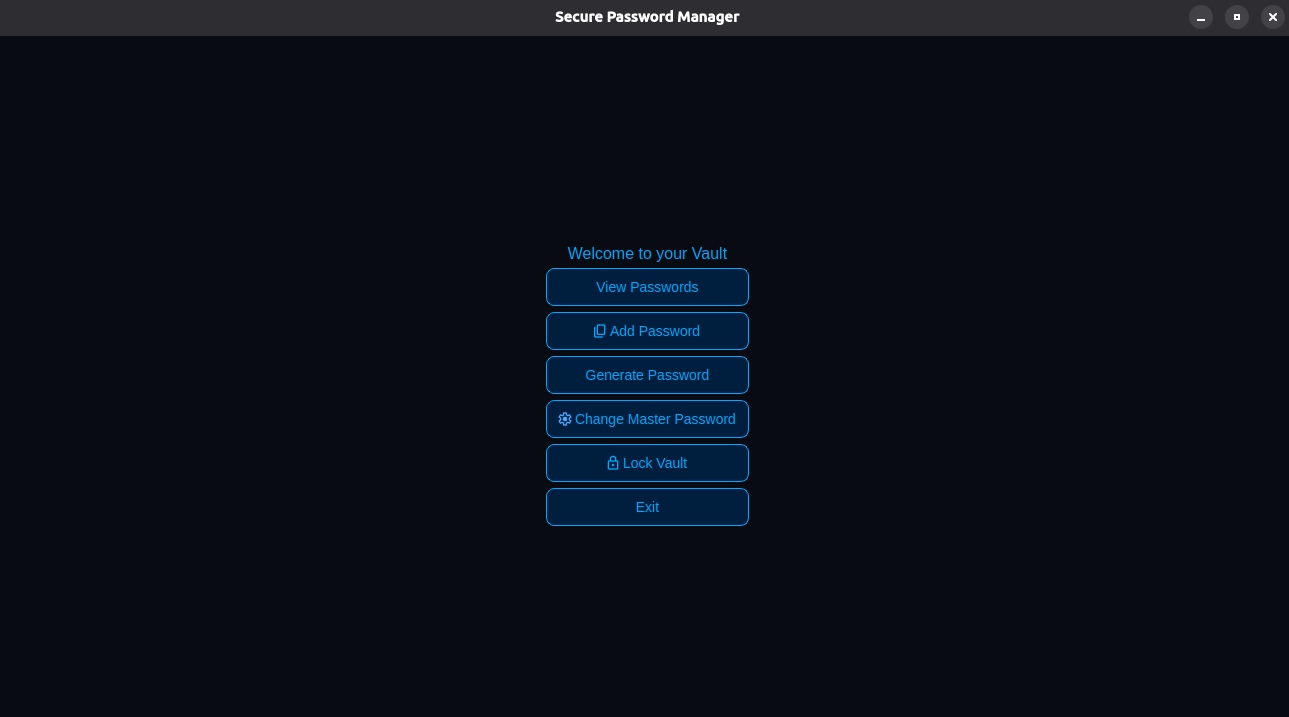 Secure Password Manager
Welcome to your Vault
View Passwords
Add Password
Generate Password
Change Master Password
Lock Vault
Exit